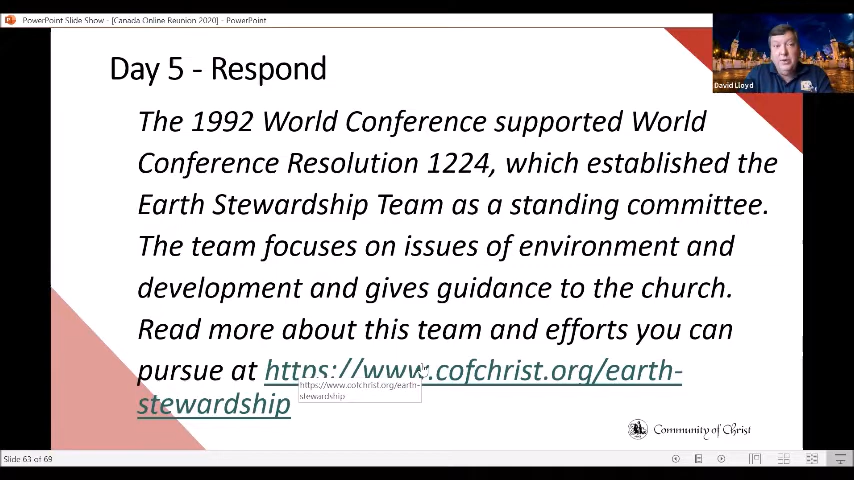 PowerPoint Slide Show - [Canada Online Reunion 2020] - PowerPoint
David Lloyd
Day 5 - Respond
The 1992 World Conference supported World
Conference Resolution 1224, which established the
Earth Stewardship Team as a standing committee.
The team focuses on issues of environment and
development and gives guidance to the church.
Read more about this team and efforts you can
pursue at https://www.cofchrist.org/earth-
stewardship
https://www.cofchrist.org/earth-
stewardship
Community of Christ
Slide 63 of 69